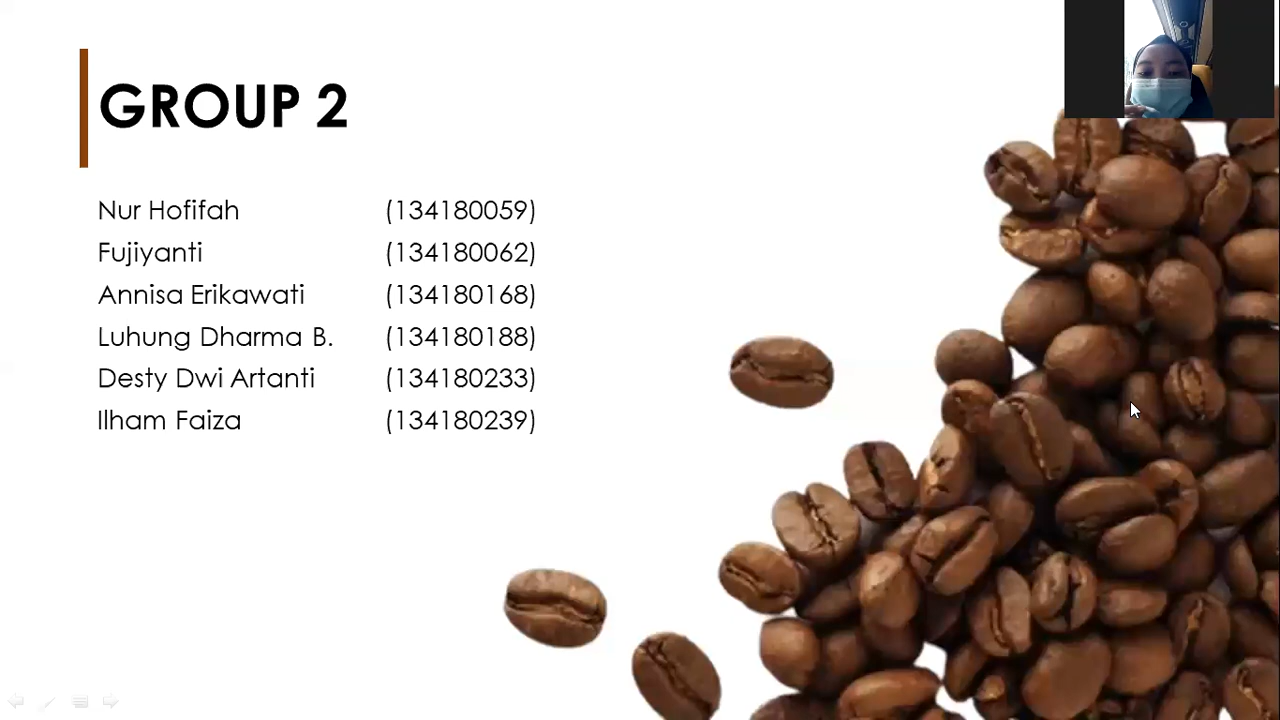 GROUP 2
Nur Hofifah (134180059)
Fujiyanti (134180062)
Annisa Erikawati (134180168)
Luhung Dharma B. (134180188)
Desty Dwi Artanti (134180233)
Ilham Faiza (134180239)